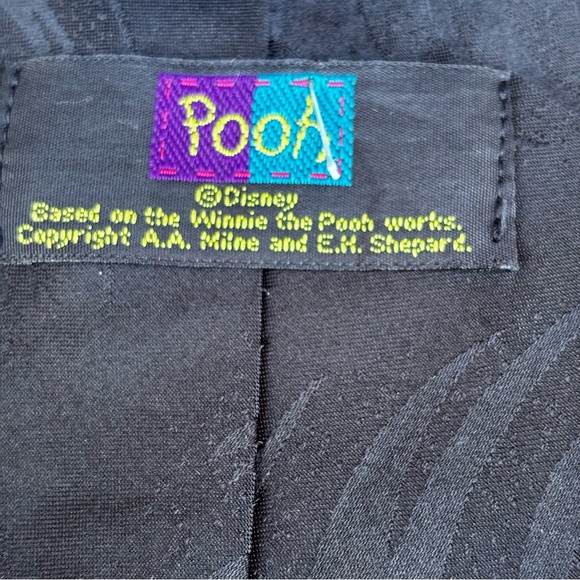 Pooh
©Disney
Based on the Winnie the Pooh works,
Copyright A.A. Milne and E.H. Shepard.